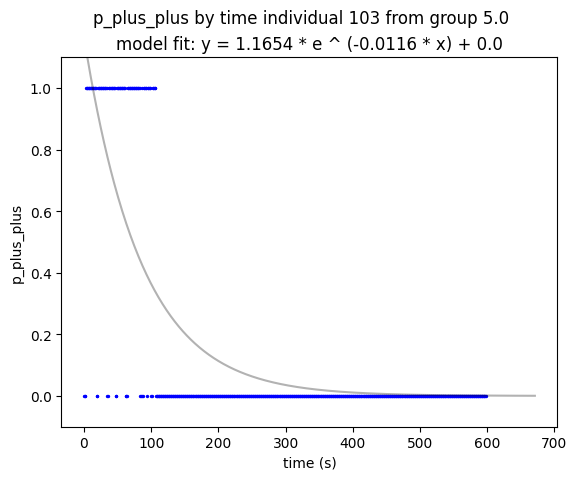 p_plus_plus by time individual 103 from group 5.0
model fit: y = 1.1654 * e ^ (-0.0116 * x) + 0.0
1.0
0.8
0.6
0.4
0.2
0.0
p_plus_plus
0 100 200 300 400 500 600 700
time (s)